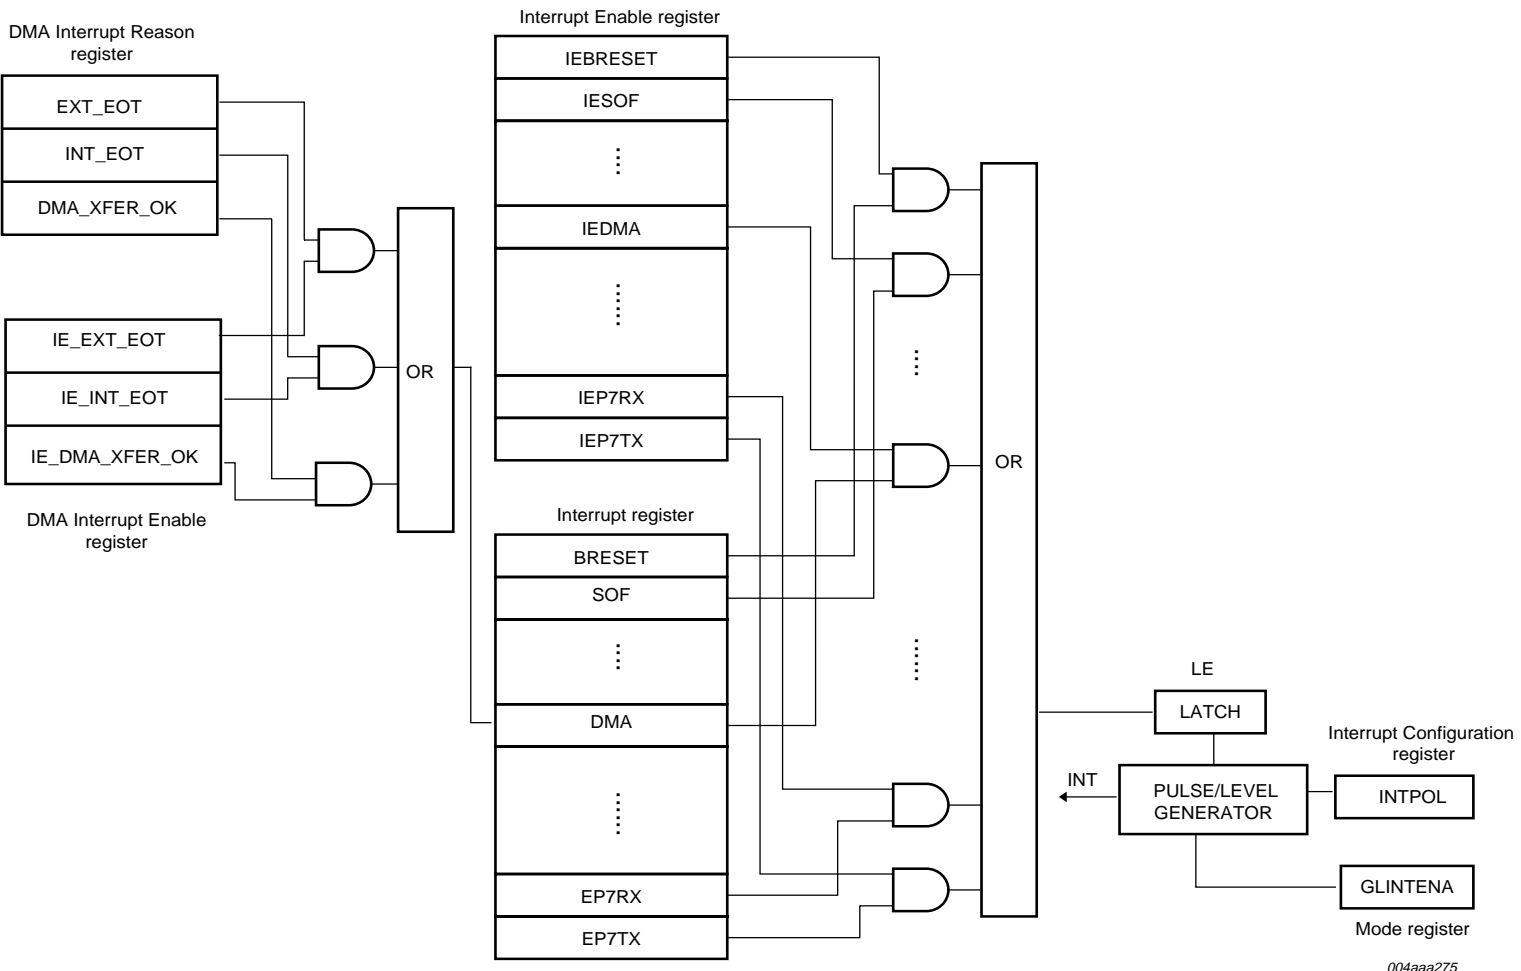 DMA Interrupt Reason
register
EXT_EOT
INT_EOT
DMA_XFER_OK
IE_EXT_EOT
IE_INT_EOT
IE_DMA_XFER_OK
DMA Interrupt Enable
register
OR
Interrupt Enable register
IEBRESET
IESOF
IEDMA
IEP7RX
IEP7TX
Interrupt register
BRESET
SOF
DMA
EP7RX
EP7TX
OR
LE
LATCH
Interrupt Configuration
register
INT
PULSE/LEVEL
GENERATOR
INTPOL
GLINTENA
Mode register
004aaa275